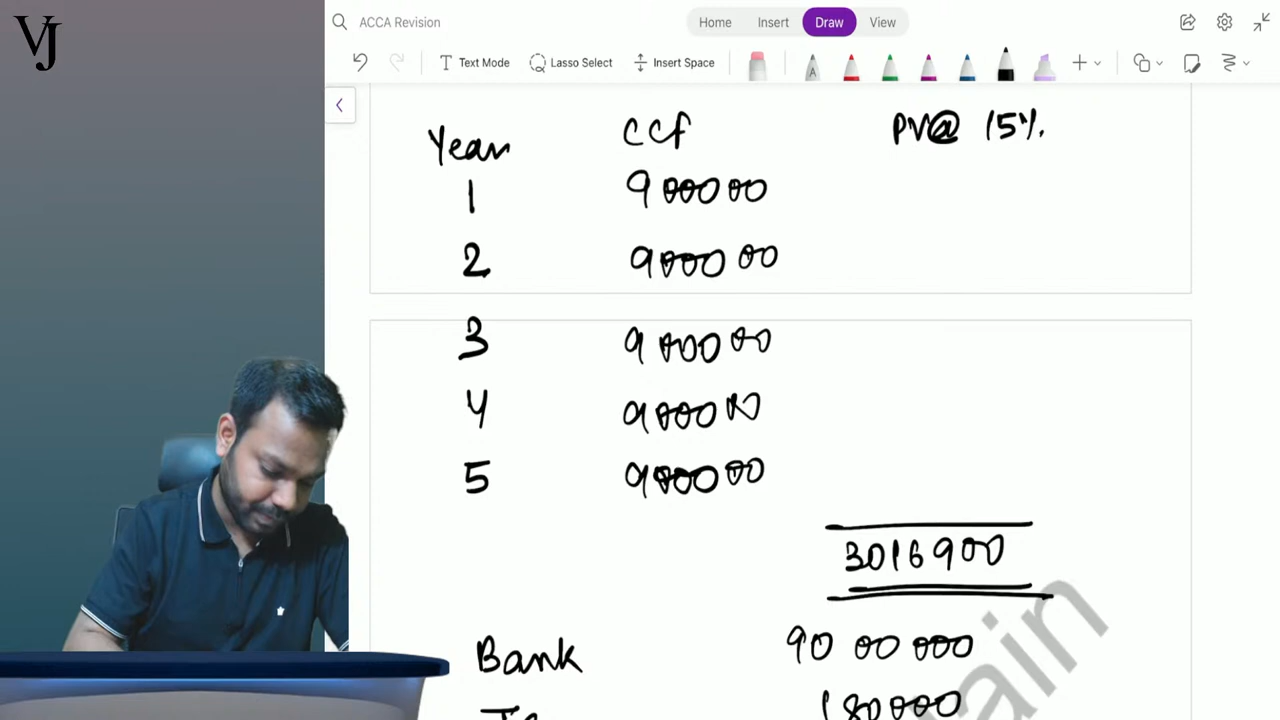 VJ
ACCA Revision
Home Insert Draw View
Text Mode Lasso Select Insert Space
Year CCF PV@ 15%.
1 900000
2 900000
3 900000
4 900000
5 900000
3016900
Bank 90 00 000
180000